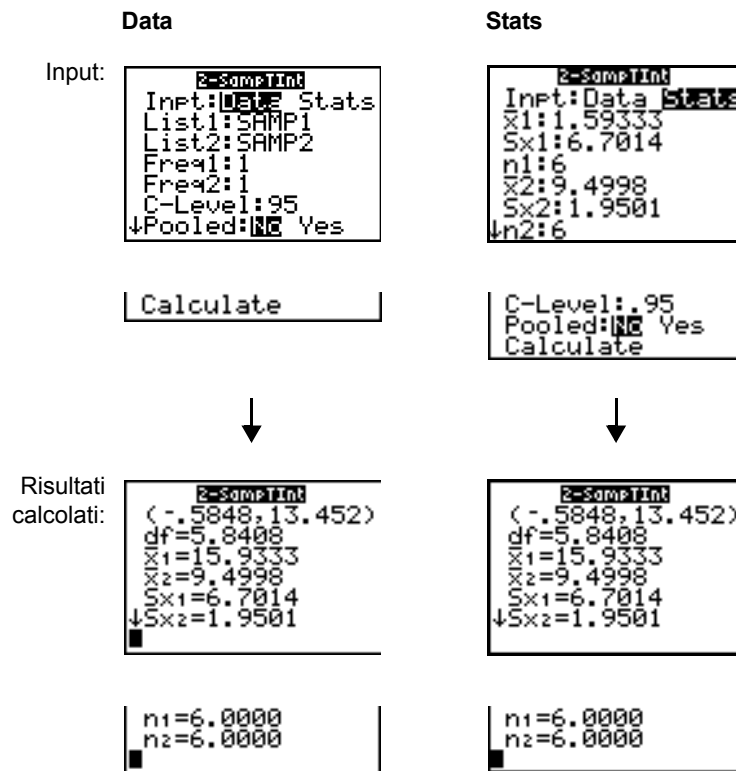 Data
Stats
Input:
2-SampTInt
Inpt:Data Stats
List1:SAMP1
List2:SAMP2
Freq1:1
Freq2:1
C-Level:95
↓Pooled:No Yes
Calculate
2-SampTInt
Inpt:Data Stats
x̄1:1.59333
Sx1:6.7014
n1:6
x̄2:9.4998
Sx2:1.9501
↓n2:6
C-Level:.95
Pooled:No Yes
Calculate
Risultati
calcolati:
2-SampTInt
(-.5848,13.452)
df=5.8408
x̄1=15.9333
x̄2=9.4998
Sx1=6.7014
↓Sx2=1.9501
n1=6.0000
n2=6.0000
2-SampTInt
(-.5848,13.452)
df=5.8408
x̄1=15.9333
x̄2=9.4998
Sx1=6.7014
↓Sx2=1.9501
n1=6.0000
n2=6.0000